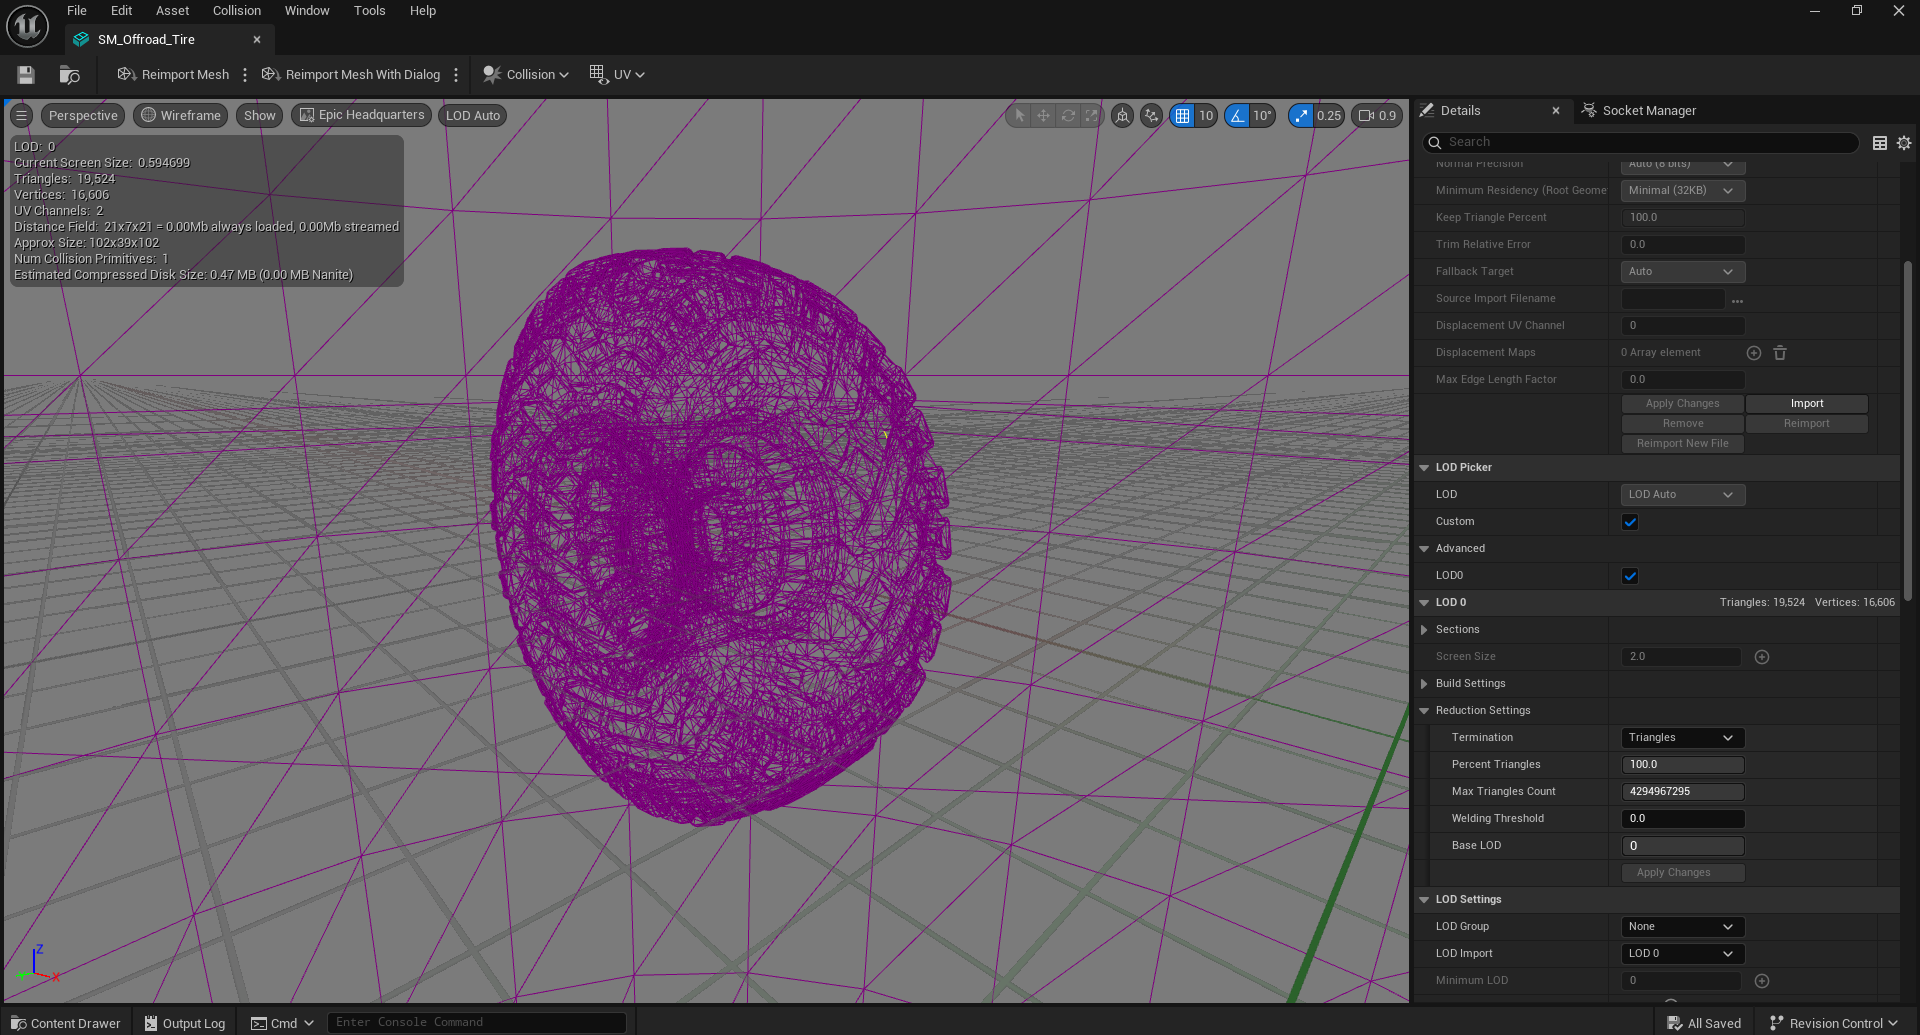 File Edit Asset Collision Window Tools Help
SM_Offroad_Tire
Reimport Mesh Reimport Mesh With Dialog Collision UV
Perspective Wireframe Show Epic Headquarters LOD Auto 10 10° 0.25 0.9
LOD: 0
Current Screen Size: 0.594699
Triangles: 19,524
Vertices: 16,606
UV Channels: 2
Distance Field: 21x7x21 = 0.00Mb always loaded, 0.00Mb streamed
Approx Size: 102x39x102
Num Collision Primitives: 1
Estimated Compressed Disk Size: 0.47 MB (0.00 MB Nanite)
Z
X
Y
Details Socket Manager
Search
Normal Precision Auto (8 bits)
Minimum Residency (Root Geome Minimal (32KB)
Keep Triangle Percent 100.0
Trim Relative Error 0.0
Fallback Target Auto
Source Import Filename ...
Displacement UV Channel 0
Displacement Maps 0 Array element
Max Edge Length Factor 0.0
Apply Changes Import
Remove Reimport
Reimport New File
LOD Picker
LOD LOD Auto
Custom
Advanced
LOD0
LOD 0 Triangles: 19,524 Vertices: 16,606
Sections
Screen Size 2.0
Build Settings
Reduction Settings
Termination Triangles
Percent Triangles 100.0
Max Triangles Count 4294967295
Welding Threshold 0.0
Base LOD 0
Apply Changes
LOD Settings
LOD Group None
LOD Import LOD 0
Minimum LOD 0
Content Drawer Output Log Cmd Enter Console Command All Saved Revision Control